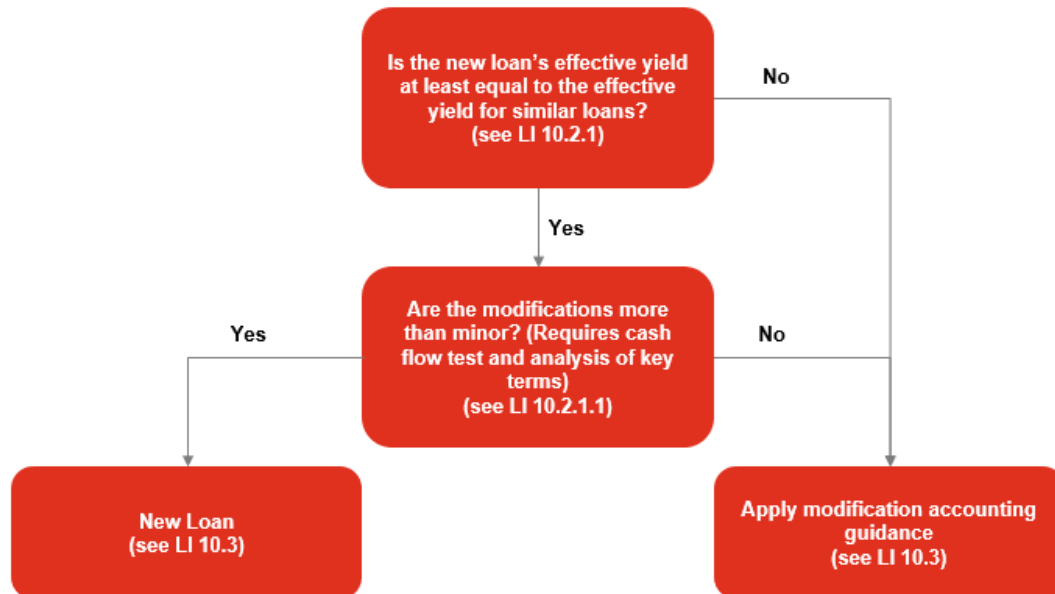 Is the new loan’s effective yield
at least equal to the effective
yield for similar loans?
(see LI 10.2.1)
No
Yes
Are the modifications more
than minor? (Requires cash
flow test and analysis of key
terms)
(see LI 10.2.1.1)
Yes
No
New Loan
(see LI 10.3)
Apply modification accounting
guidance
(see LI 10.3)